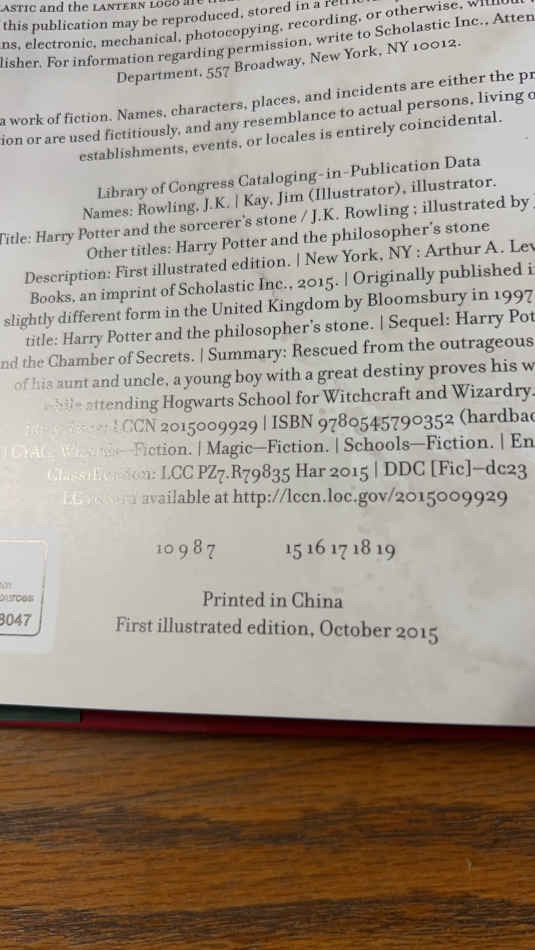 ASTIC and the LANTERN LOGO are
this publication may be reproduced, stored in a
ns, electronic, mechanical, photocopying, recording, or otherwise, without
lisher. For information regarding permission, write to Scholastic Inc., Atten
Department, 557 Broadway, New York, NY 10012.
a work of fiction. Names, characters, places, and incidents are either the pr
ion or are used fictitiously, and any resemblance to actual persons, living o
establishments, events, or locales is entirely coincidental.
Library of Congress Cataloging-in-Publication Data
Names: Rowling, J.K. | Kay, Jim (Illustrator), illustrator.
Title: Harry Potter and the sorcerer's stone / J.K. Rowling ; illustrated by
Other titles: Harry Potter and the philosopher's stone
Description: First illustrated edition. | New York, NY : Arthur A. Lev
Books, an imprint of Scholastic Inc., 2015. | Originally published i
slightly different form in the United Kingdom by Bloomsbury in 1997
title: Harry Potter and the philosopher's stone. | Sequel: Harry Pot
nd the Chamber of Secrets. | Summary: Rescued from the outrageous
of his aunt and uncle, a young boy with a great destiny proves his w
while attending Hogwarts School for Witchcraft and Wizardry.
LCCN 2015009929 | ISBN 9780545790352 (hardbac
CYAC: Wizards—Fiction. | Magic—Fiction. | Schools—Fiction. | En
Classification: LCC PZ7.R79835 Har 2015 | DDC [Fic]—dc23
LC record available at http://lccn.loc.gov/2015009929
10 9 8 7 15 16 17 18 19
Printed in China
ources
8047
First illustrated edition, October 2015